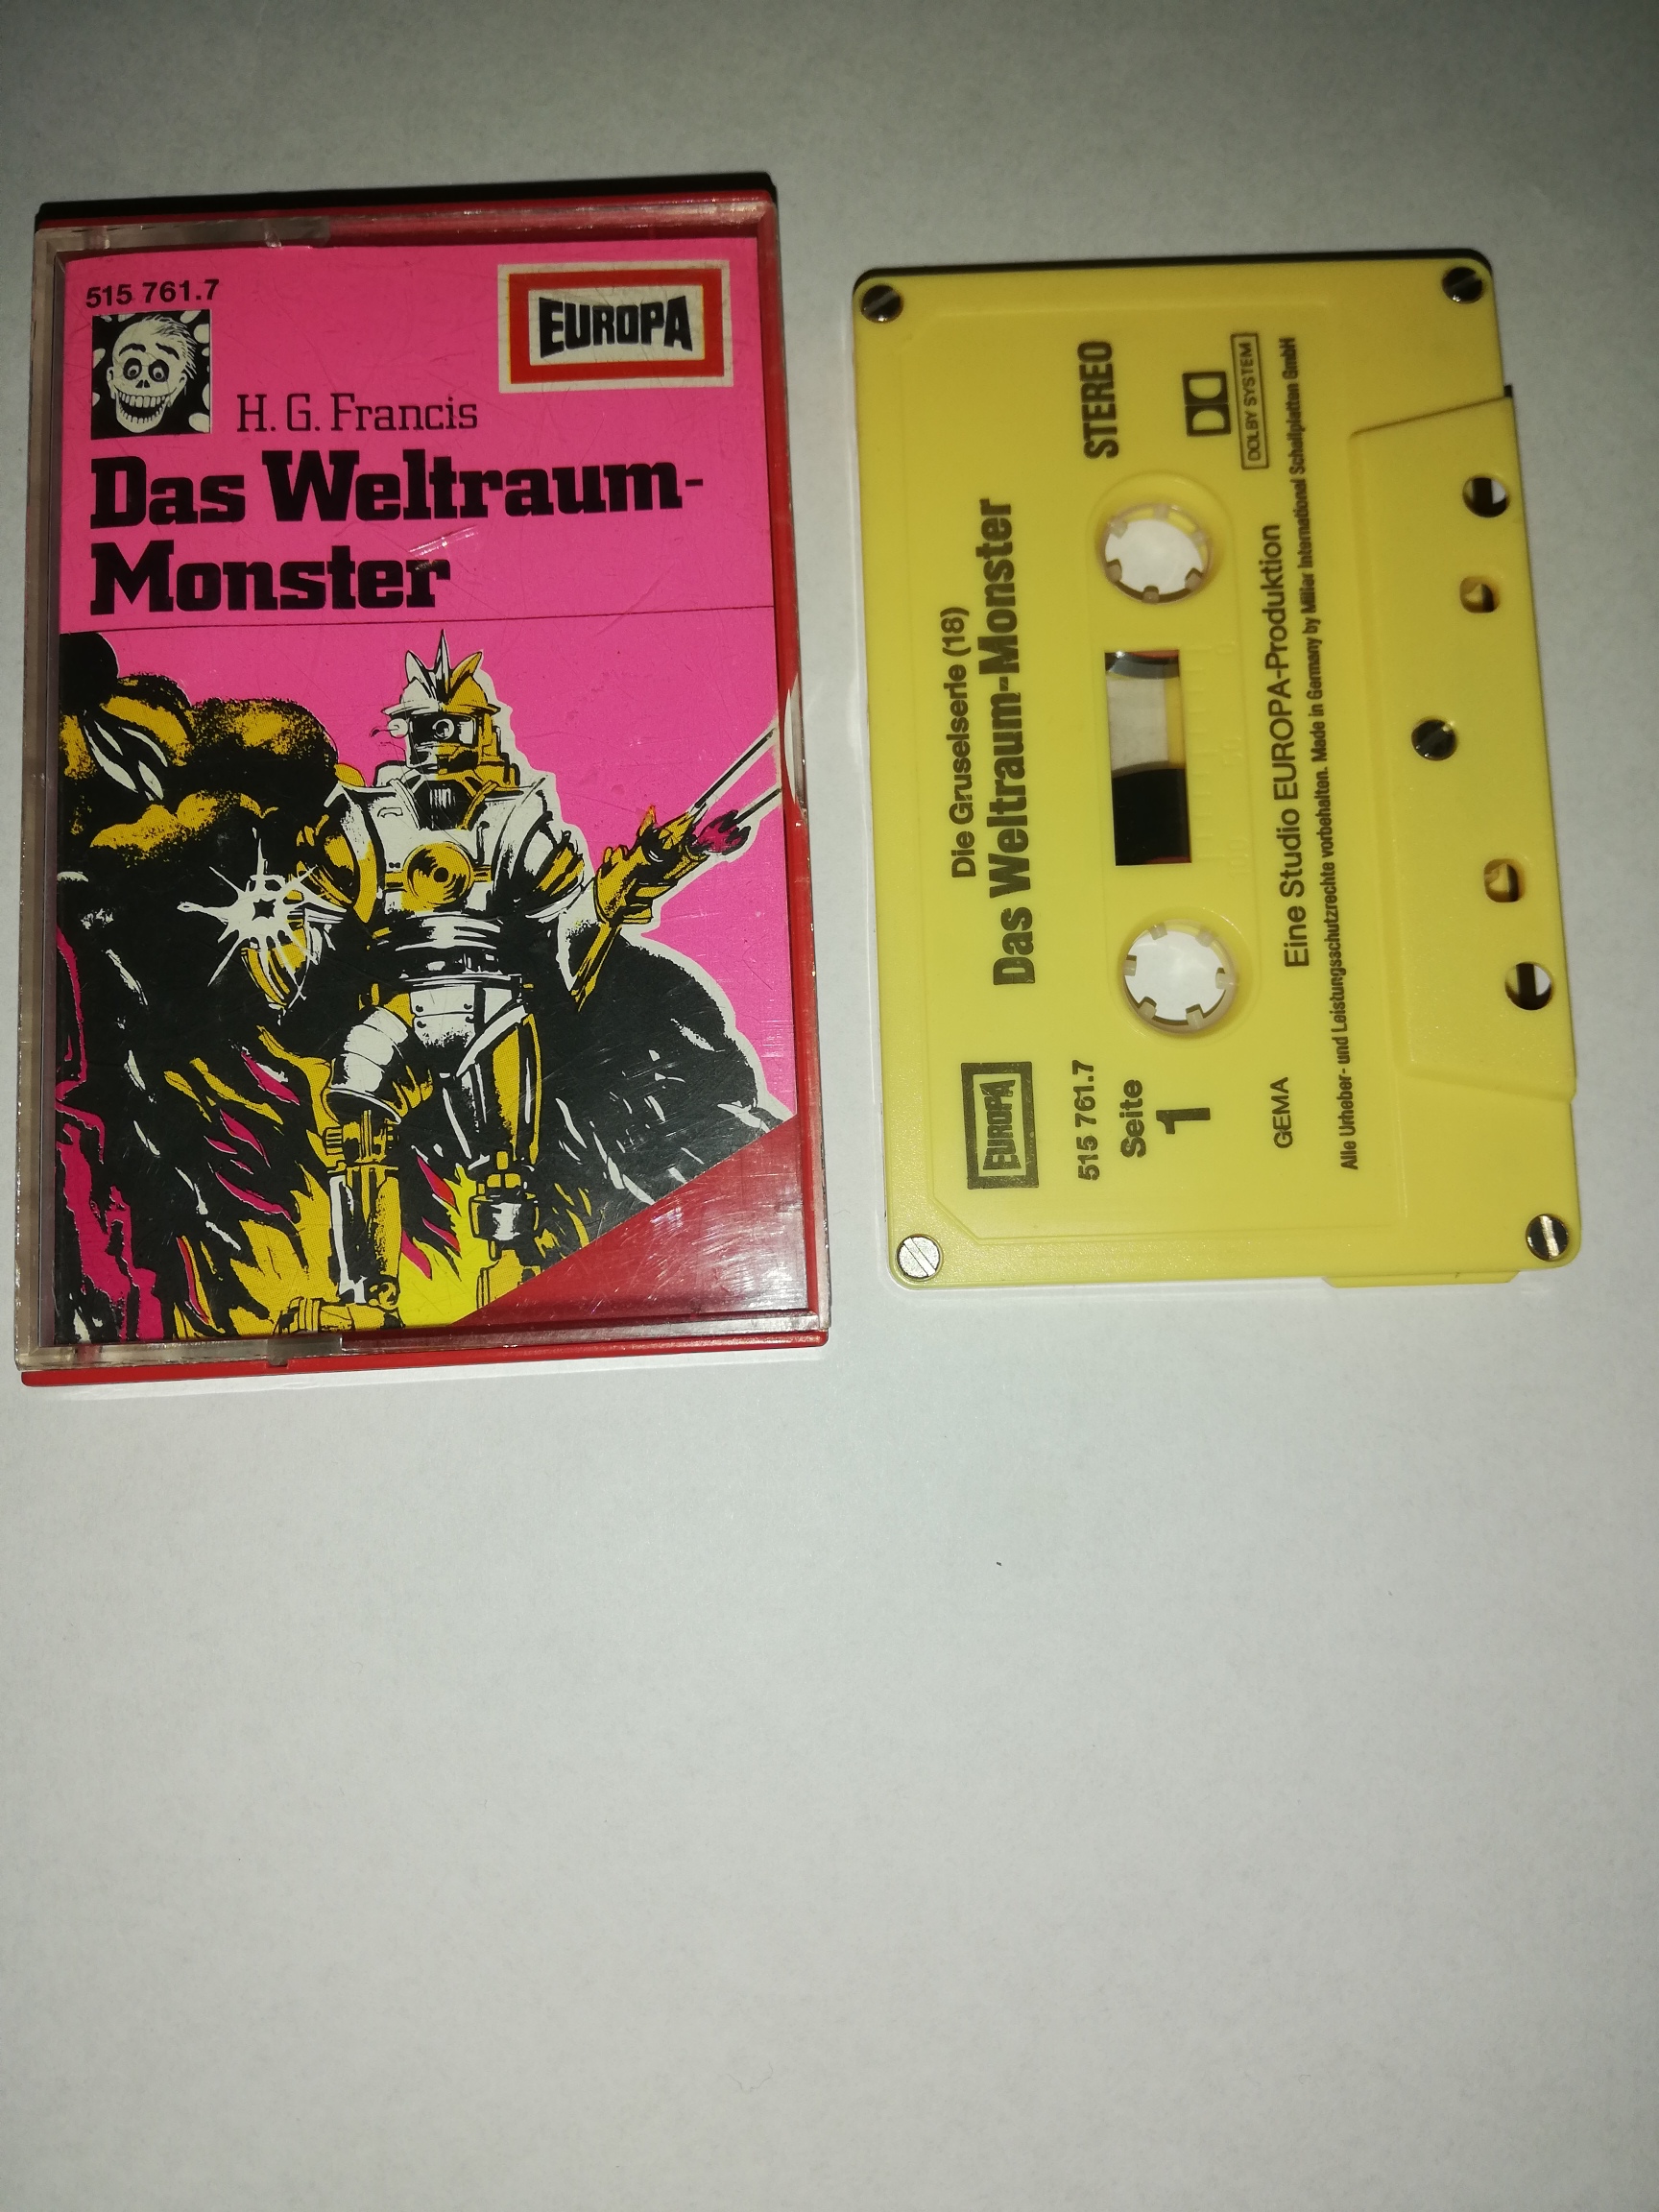 515 761.7
EUROPA
H. G. Francis
Das Weltraum-
Monster
Die Gruselserie (18)
Das Weltraum-Monster
EUROPA
515 761.7
Seite
1
STEREO
DOLBY SYSTEM
GEMA
Eine Studio EUROPA-Produktion
Alle Urheber- und Leistungsschutzrechte vorbehalten. Made in Germany by Miller International Schallplatten GmbH